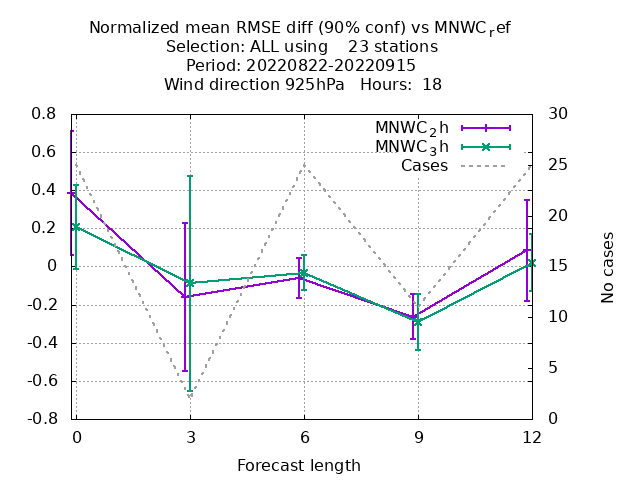 Normalized mean RMSE diff (90% conf) vs MNWC_ref
Selection: ALL using 23 stations
Period: 20220822-20220915
Wind direction 925hPa Hours: 18
MNWC_2h
MNWC_3h
Cases
0.8
0.6
0.4
0.2
0
-0.2
-0.4
-0.6
-0.8
30
25
20
15
10
5
0
No cases
0 3 6 9 12
Forecast length